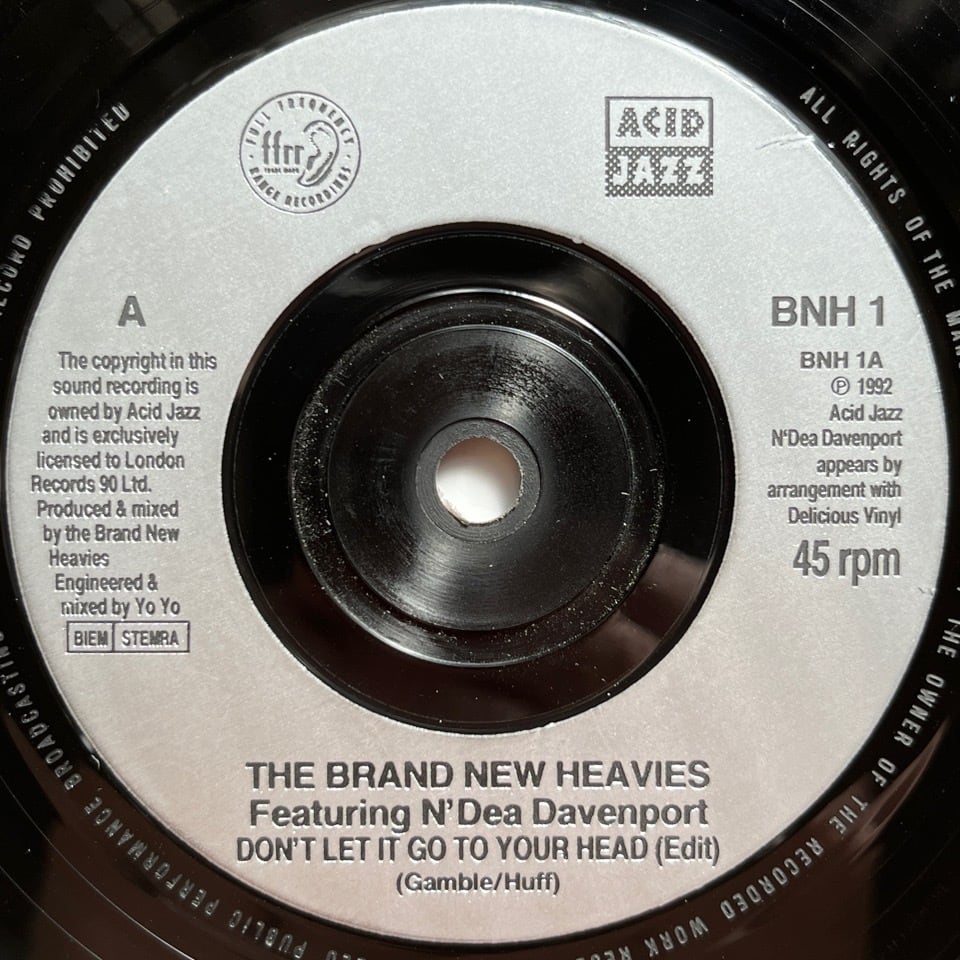 FULL FREQUENCY
ffrr
TRADE MARK
RANGE RECORDINGS
ACID
JAZZ
A
The copyright in this
sound recording is
owned by Acid Jazz
and is exclusively
licensed to London
Records 90 Ltd.
Produced & mixed
by the Brand New
Heavies
Engineered &
mixed by Yo Yo
BIEM STEMRA
BNH 1
BNH 1A
℗ 1992
Acid Jazz
N'Dea Davenport
appears by
arrangement with
Delicious Vinyl
45 rpm
THE BRAND NEW HEAVIES
Featuring N'Dea Davenport
DON'T LET IT GO TO YOUR HEAD (Edit)
(Gamble/Huff)
ALL RIGHTS OF THE
THE OWNER OF THE RECORDED WORK
PUBLIC PERFORMANCE, BROADCASTING
RECORD PROHIBITED